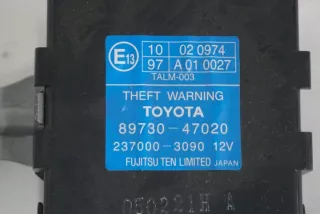 E13 10 02 0974
97 A 01 0027
TALM-003
THEFT WARNING
TOYOTA
89730-47020
237000-3090 12V
FUJITSU TEN LIMITED JAPAN
050221H A